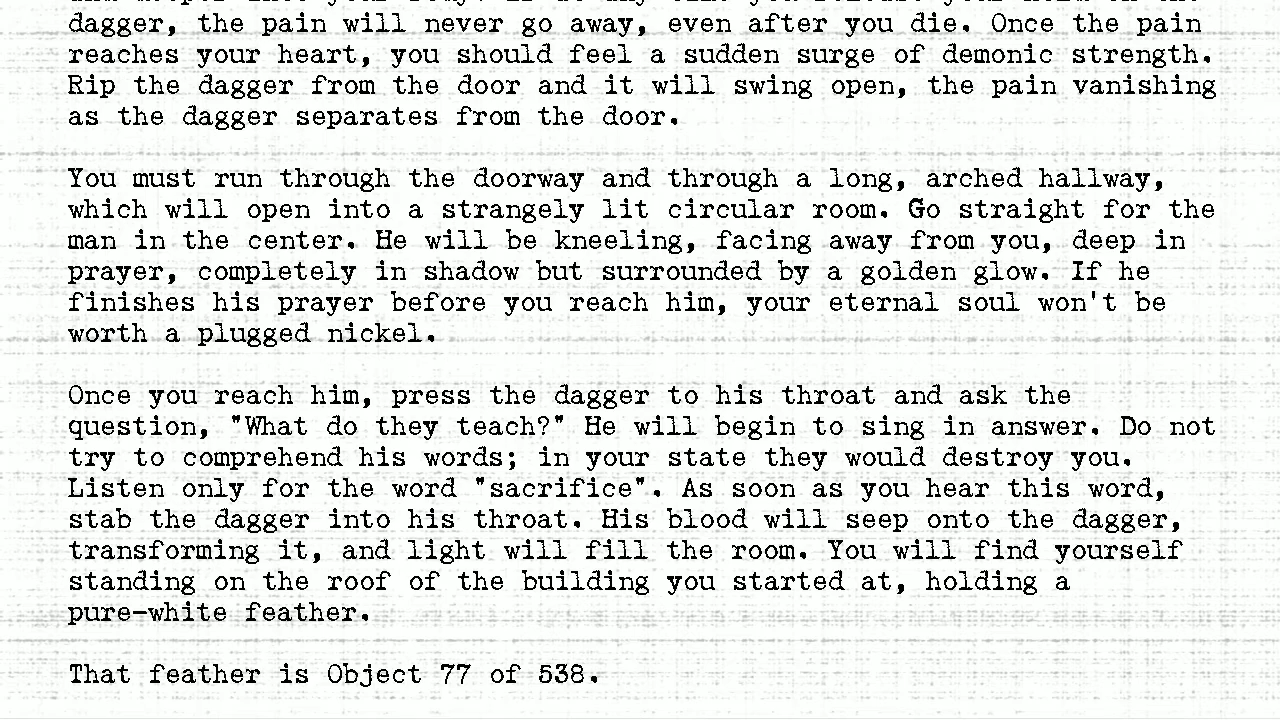 dagger, the pain will never go away, even after you die. Once the pain
reaches your heart, you should feel a sudden surge of demonic strength.
Rip the dagger from the door and it will swing open, the pain vanishing
as the dagger separates from the door.
You must run through the doorway and through a long, arched hallway,
which will open into a strangely lit circular room. Go straight for the
man in the center. He will be kneeling, facing away from you, deep in
prayer, completely in shadow but surrounded by a golden glow. If he
finishes his prayer before you reach him, your eternal soul won't be
worth a plugged nickel.
Once you reach him, press the dagger to his throat and ask the
question, "What do they teach?" He will begin to sing in answer. Do not
try to comprehend his words; in your state they would destroy you.
Listen only for the word "sacrifice". As soon as you hear this word,
stab the dagger into his throat. His blood will seep onto the dagger,
transforming it, and light will fill the room. You will find yourself
standing on the roof of the building you started at, holding a
pure-white feather.
That feather is Object 77 of 538.